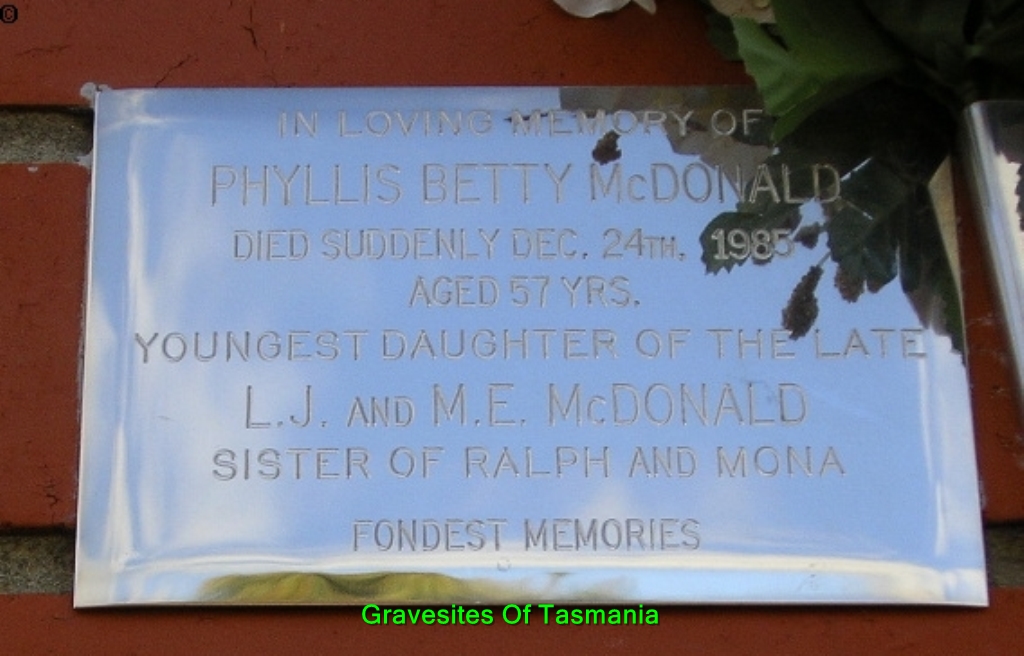 ©
IN LOVING MEMORY OF
PHYLLIS BETTY McDONALD
DIED SUDDENLY DEC. 24TH, 1985
AGED 57 YRS.
YOUNGEST DAUGHTER OF THE LATE
L.J. AND M.E. McDONALD
SISTER OF RALPH AND MONA
FONDEST MEMORIES
Gravesites Of Tasmania